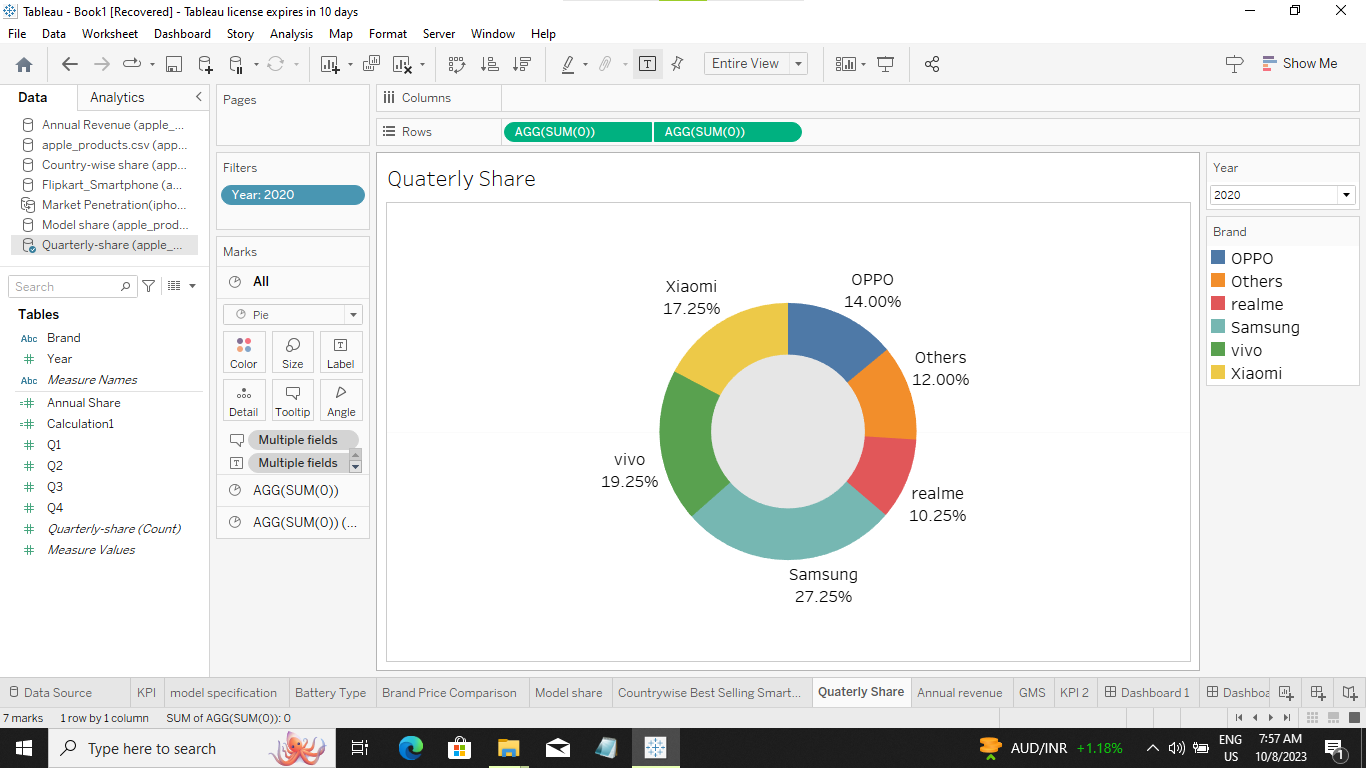 Tableau - Book1 [Recovered] - Tableau license expires in 10 days
File Data Worksheet Dashboard Story Analysis Map Format Server Window Help
Entire View
Show Me
Data Analytics
Annual Revenue (apple_...
apple_products.csv (app...
Country-wise share (app...
Flipkart_Smartphone (a...
Market Penetration(ipho...
Model share (apple_prod...
Quarterly-share (apple_...
Search
Tables
Abc Brand
Year
Abc Measure Names
Annual Share
Calculation1
Q1
Q2
Q3
Q4
Quarterly-share (Count)
Measure Values
Pages
Filters
Year: 2020
Marks
All
Pie
Color Size Label
Detail Tooltip Angle
Multiple fields
Multiple fields
AGG(SUM(0))
AGG(SUM(0)) (...
Columns
Rows AGG(SUM(0)) AGG(SUM(0))
Quaterly Share
OPPO
14.00%
Others
12.00%
realme
10.25%
Samsung
27.25%
vivo
19.25%
Xiaomi
17.25%
Year
2020
Brand
OPPO
Others
realme
Samsung
vivo
Xiaomi
Data Source KPI model specification Battery Type Brand Price Comparison Model share Countrywise Best Selling Smart... Quaterly Share Annual revenue GMS KPI 2 Dashboard 1 Dashboa
7 marks 1 row by 1 column SUM of AGG(SUM(0)): 0
Type here to search
AUD/INR +1.18%
ENG
US
7:57 AM
10/8/2023
1